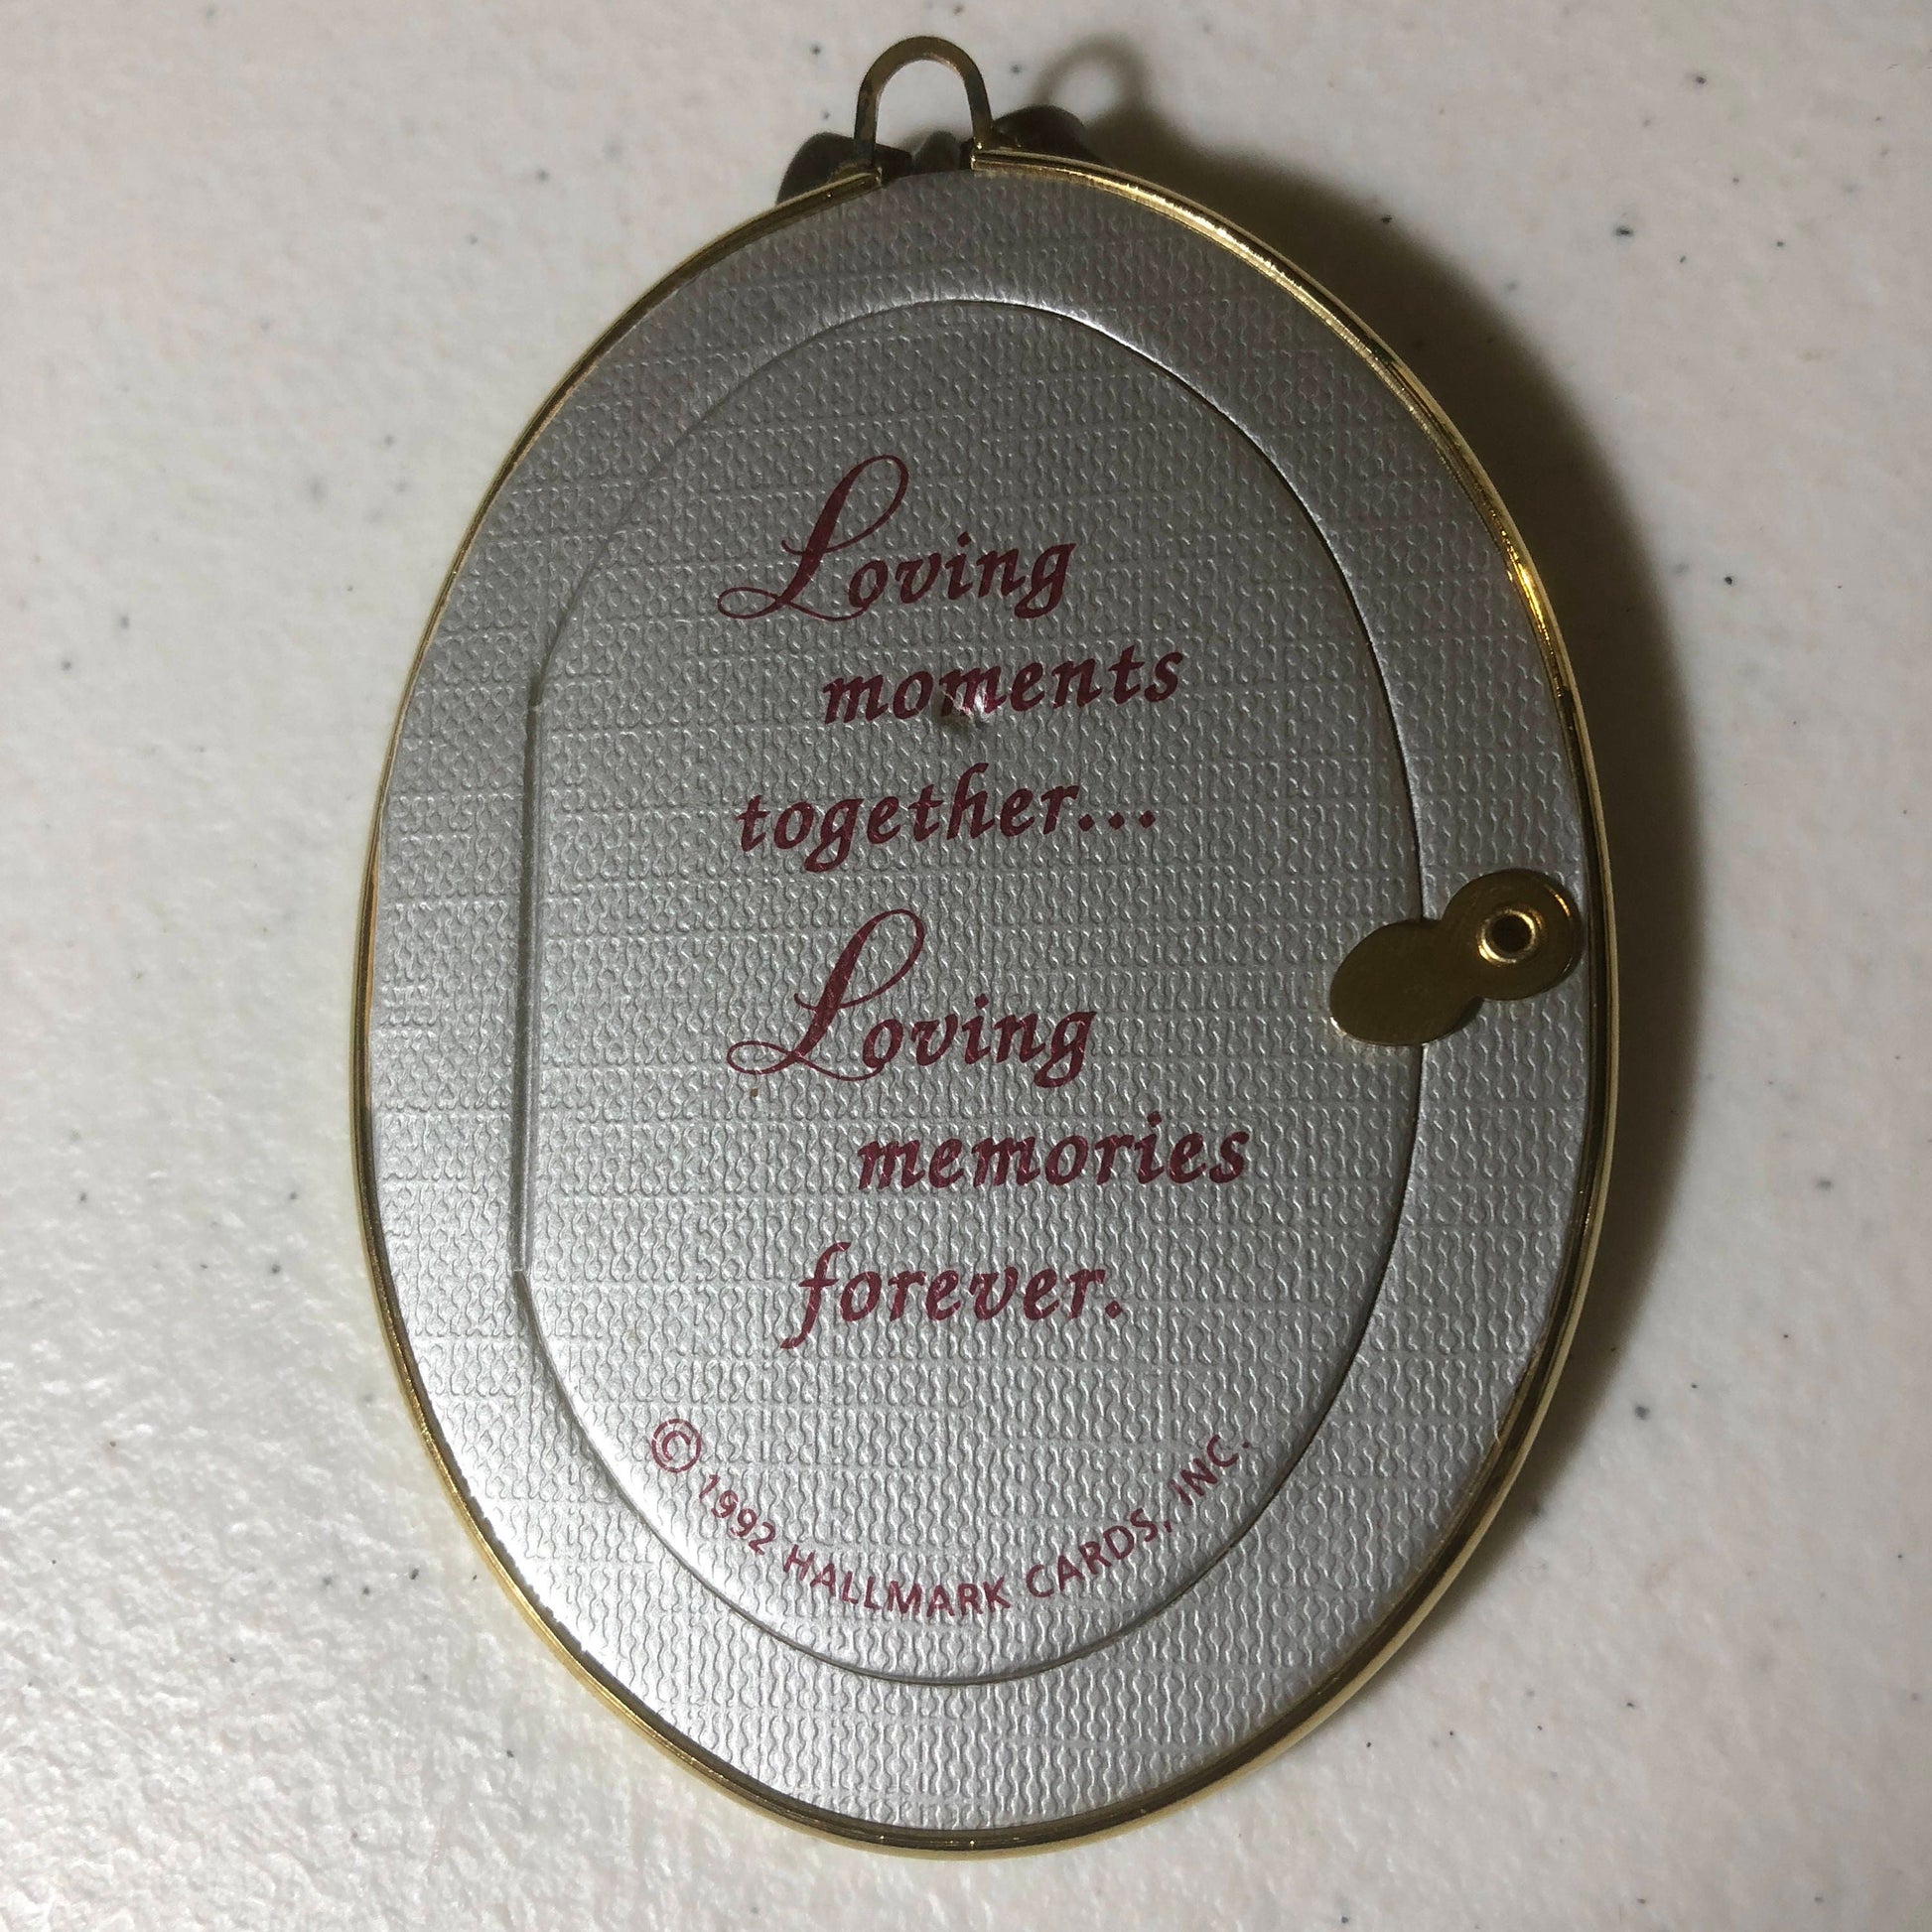 Loving
moments
together...
Loving
memories
forever.
© 1992 HALLMARK CARDS, INC.